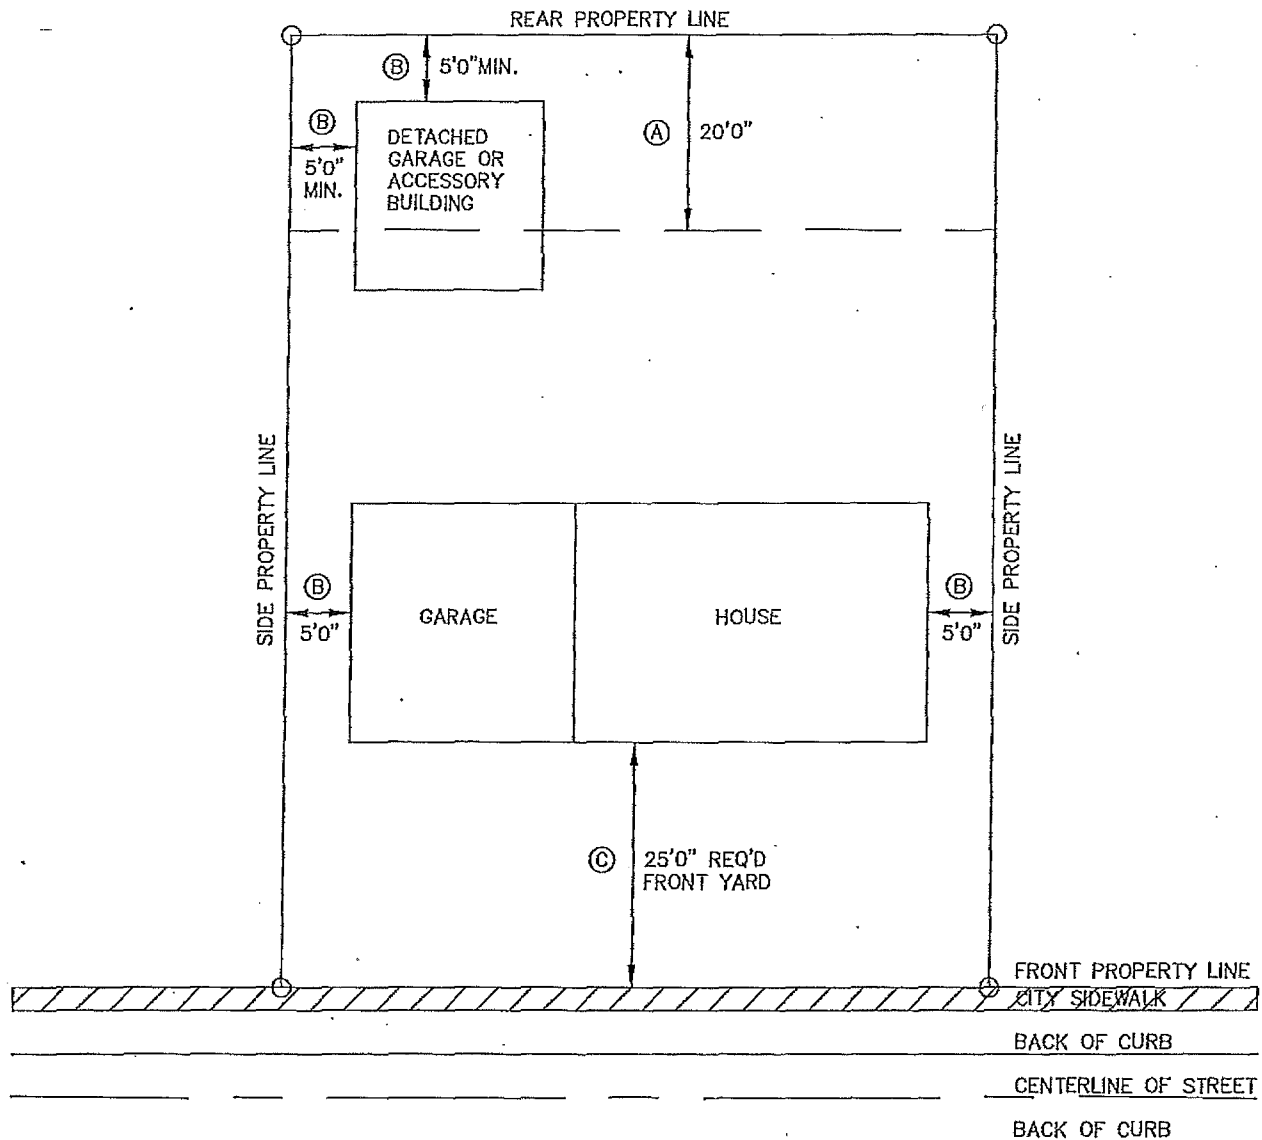 REAR PROPERTY LINE
Ⓑ 5'0"MIN.
Ⓑ
5'0"
MIN.
DETACHED
GARAGE OR
ACCESSORY
BUILDING
Ⓐ 20'0"
SIDE PROPERTY LINE
SIDE PROPERTY LINE
Ⓑ
5'0"
GARAGE
HOUSE
Ⓑ
5'0"
Ⓒ 25'0" REQ'D
FRONT YARD
FRONT PROPERTY LINE
CITY SIDEWALK
BACK OF CURB
CENTERLINE OF STREET
BACK OF CURB